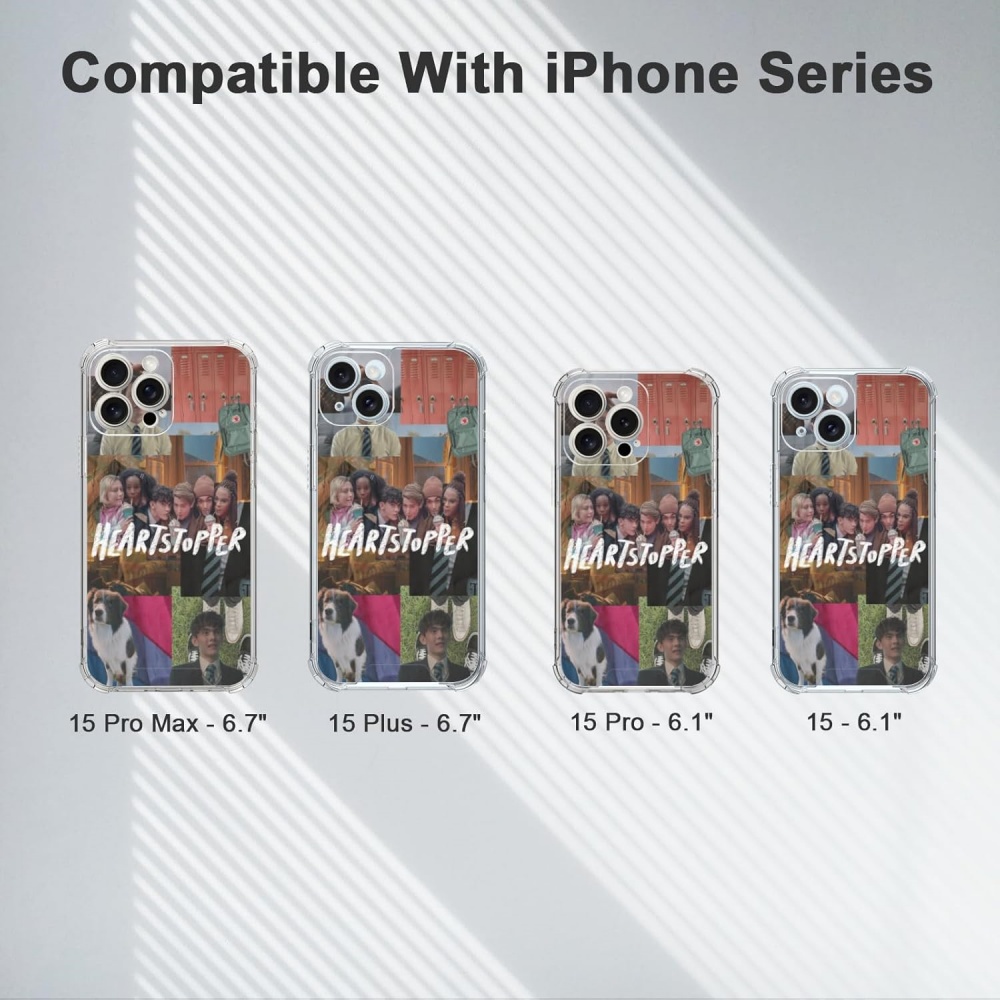 Compatible With iPhone Series
HEARTSTOPPER
HEARTSTOPPER
HEARTSTOPPER
HEARTSTOPPER
15 Pro Max - 6.7"
15 Plus - 6.7"
15 Pro - 6.1"
15 - 6.1"